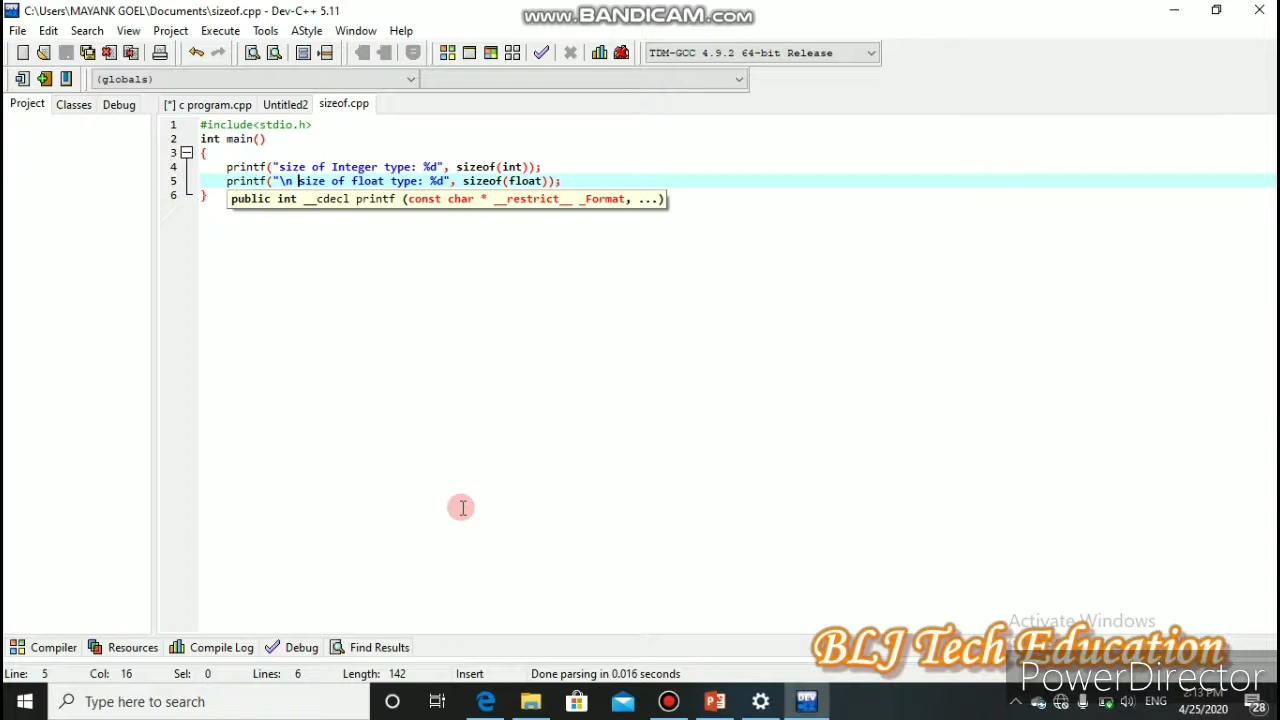 C:\Users\MAYANK GOEL\Documents\sizeof.cpp - Dev-C++ 5.11
www.BANDICAM.com
File Edit Search View Project Execute Tools AStyle Window Help
TDM-GCC 4.9.2 64-bit Release
(globals)
Project Classes Debug [*] c program.cpp Untitled2 sizeof.cpp
1 #include<stdio.h>
2 int main()
3 {
4 printf("size of Integer type: %d", sizeof(int));
5 printf("\n size of float type: %d", sizeof(float));
6 }
public int __cdecl printf (const char * __restrict__ _Format, ...)
Activate Windows
BLJ Tech Education
PowerDirector
Compiler Resources Compile Log Debug Find Results
Line: 5 Col: 16 Sel: 0 Lines: 6 Length: 142 Insert Done parsing in 0.016 seconds
Type here to search
ENG
2:13 PM
4/25/2020
28